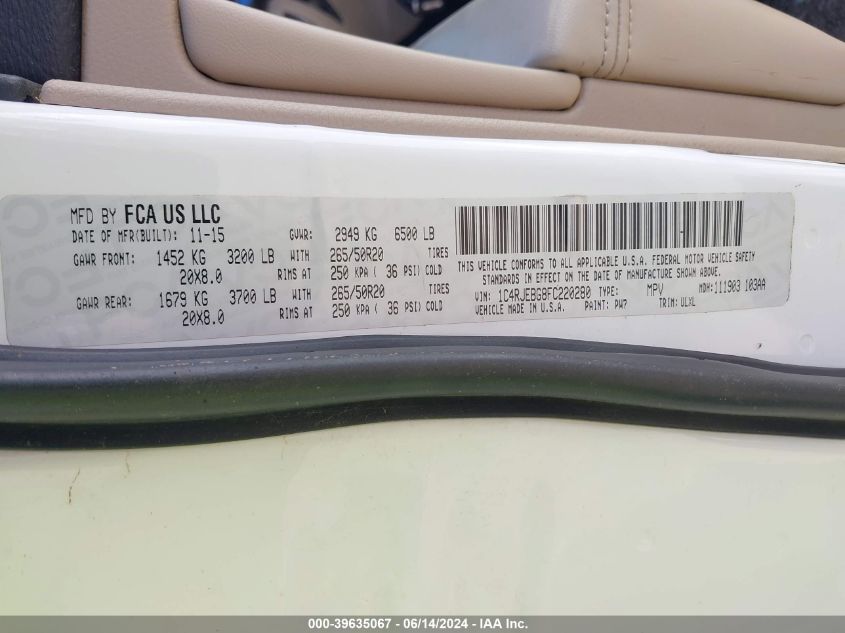 MFD BY FCA US LLC
DATE OF MFR(BUILT): 11-15 GVWR: 2949 KG 6500 LB
GAWR FRONT: 1452 KG 3200 LB WITH 265/50R20 TIRES
20X8.0 RIMS AT 250 KPA ( 36 PSI) COLD
GAWR REAR: 1679 KG 3700 LB WITH 265/50R20 TIRES
20X8.0 RIMS AT 250 KPA ( 36 PSI) COLD
THIS VEHICLE CONFORMS TO ALL APPLICABLE U.S.A. FEDERAL MOTOR VEHICLE SAFETY
STANDARDS IN EFFECT ON THE DATE OF MANUFACTURE SHOWN ABOVE.
VIN: 1C4RJEBG8FC220280 TYPE: MPV MDH:111903 103AA
VEHICLE MADE IN U.S.A. PAINT: PW7 TRIM: ULXL
000-39635067 - 06/14/2024 - IAA Inc.